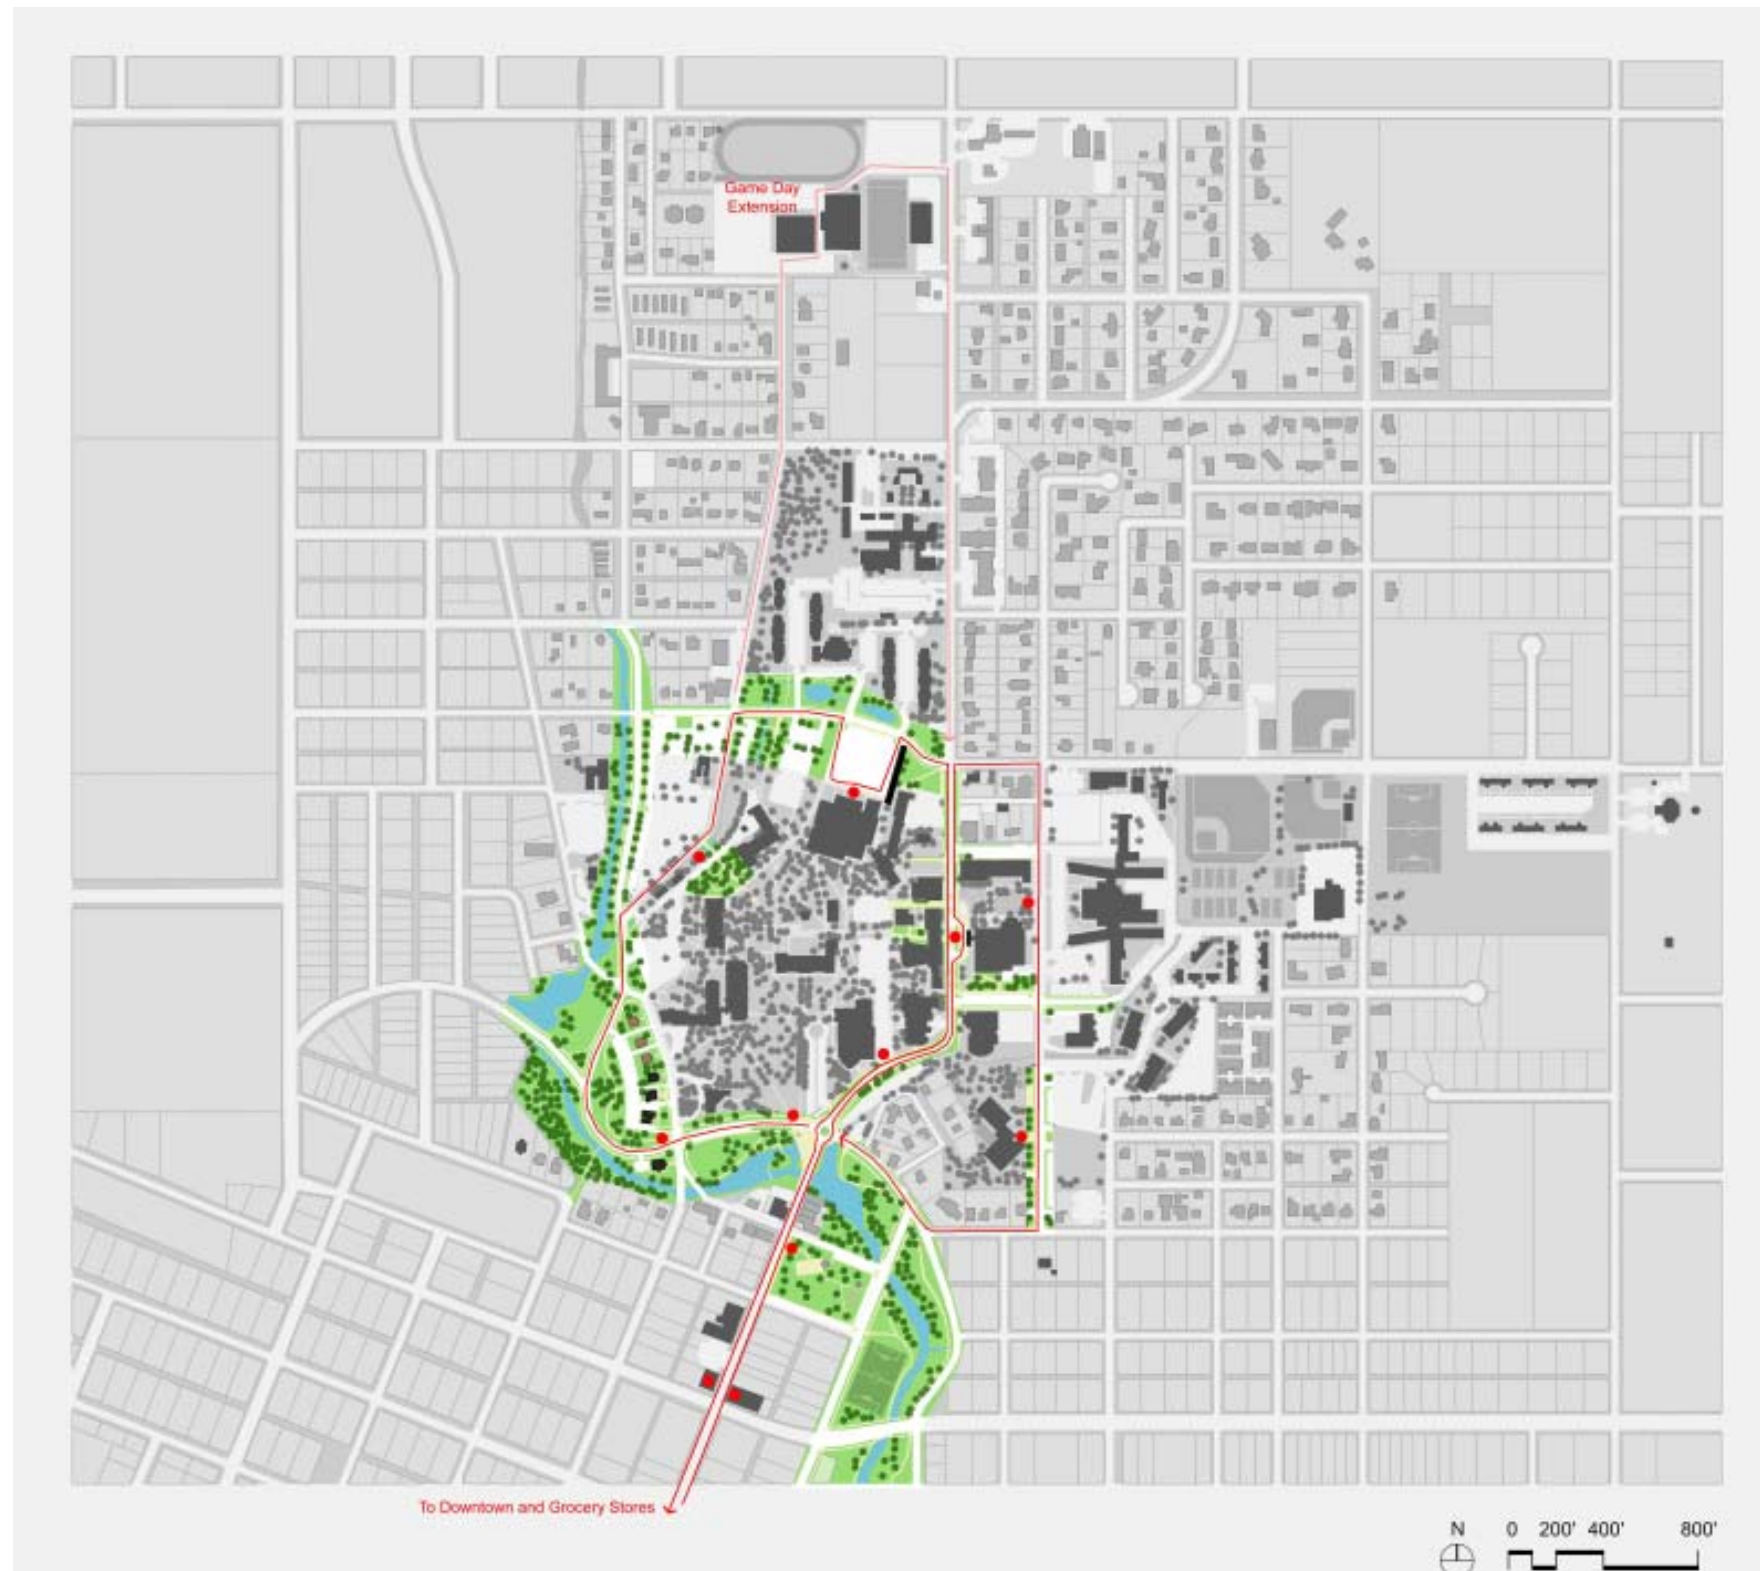 Game Day
Extension
To Downtown and Grocery Stores
N 0 200' 400' 800'